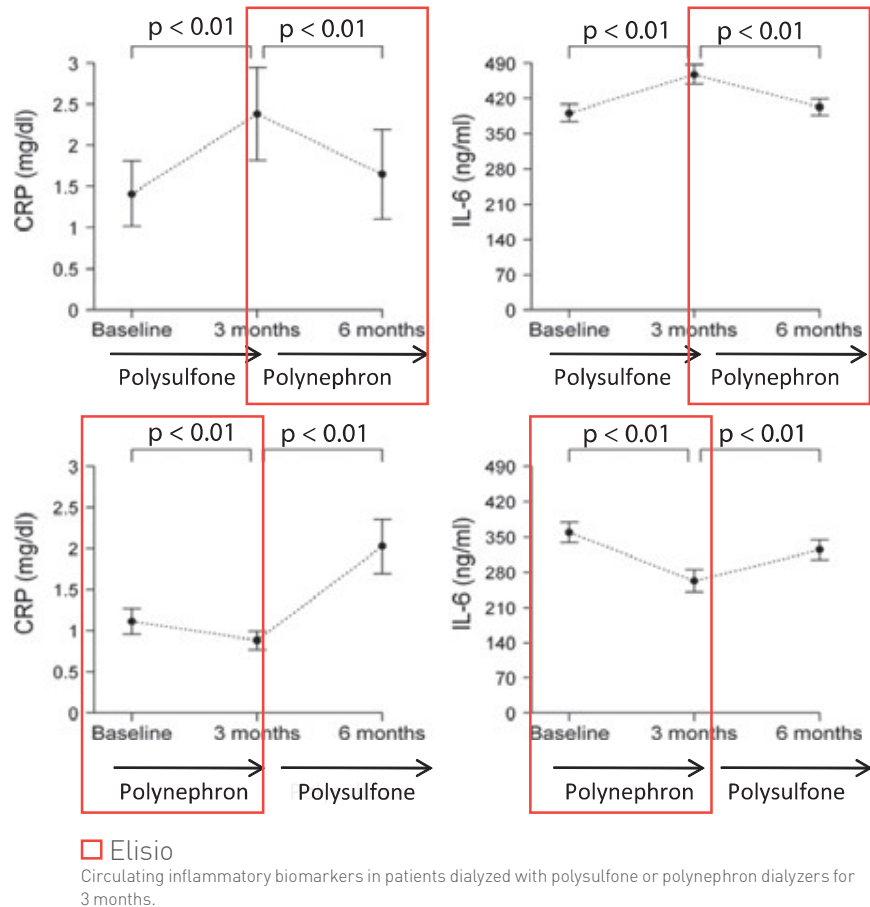 p < 0.01 p < 0.01
CRP (mg/dl)
3
2.5
2
1.5
1
0.5
0
Baseline 3 months 6 months
Polysulfone Polynephron
p < 0.01 p < 0.01
IL-6 (ng/ml)
490
420
350
280
210
140
70
0
Baseline 3 months 6 months
Polysulfone Polynephron
p < 0.01 p < 0.01
CRP (mg/dl)
3
2.5
2
1.5
1
0.5
0
Baseline 3 months 6 months
Polynephron Polysulfone
p < 0.01 p < 0.01
IL-6 (ng/ml)
490
420
350
280
210
140
70
0
Baseline 3 months 6 months
Polynephron Polysulfone
Elisio
Circulating inflammatory biomarkers in patients dialyzed with polysulfone or polynephron dialyzers for
3 months.